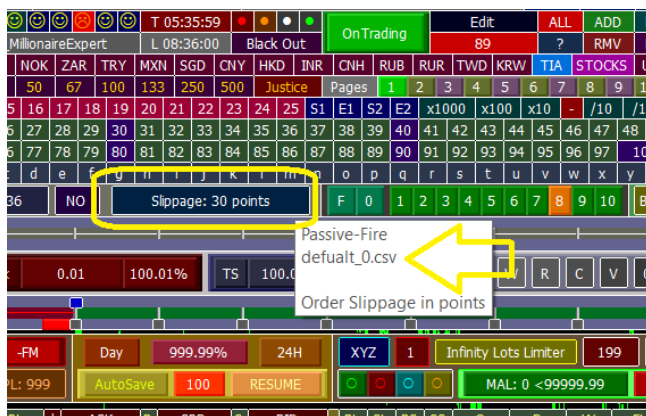 T 05:35:59
OnTrading
Edit
ALL
ADD
_MillionaireExpert
L 08:36:00
Black Out
89
?
RMV
NOK ZAR TRY MXN SGD CNY HKD INR CNH RUB RUR TWD KRW TIA STOCKS
50 67 100 133 250 500 Justice Pages 1 2 3 4 5 6 7 8 9
16 17 18 19 20 21 22 23 24 25 S1 E1 S2 E2 x1000 x100 x10 - /10
27 28 29 30 31 32 33 34 35 36 37 38 39 40 41 42 43 44 45 46 47 48
77 78 79 80 81 82 83 84 85 86 87 88 89 90 91 92 93 94 95 96 97
d e f g n o p q r s t u v w x y
36 NO Slippage: 30 points F 0 1 2 3 4 5 6 7 8 9 10
Passive-Fire
defualt_0.csv
Order Slippage in points
0.01 100.01% TS R C V
-FM Day 999.99% 24H XYZ 1 Infinity Lots Limiter 199
PL: 999 AutoSave 100 RESUME MAL: 0 <99999.99